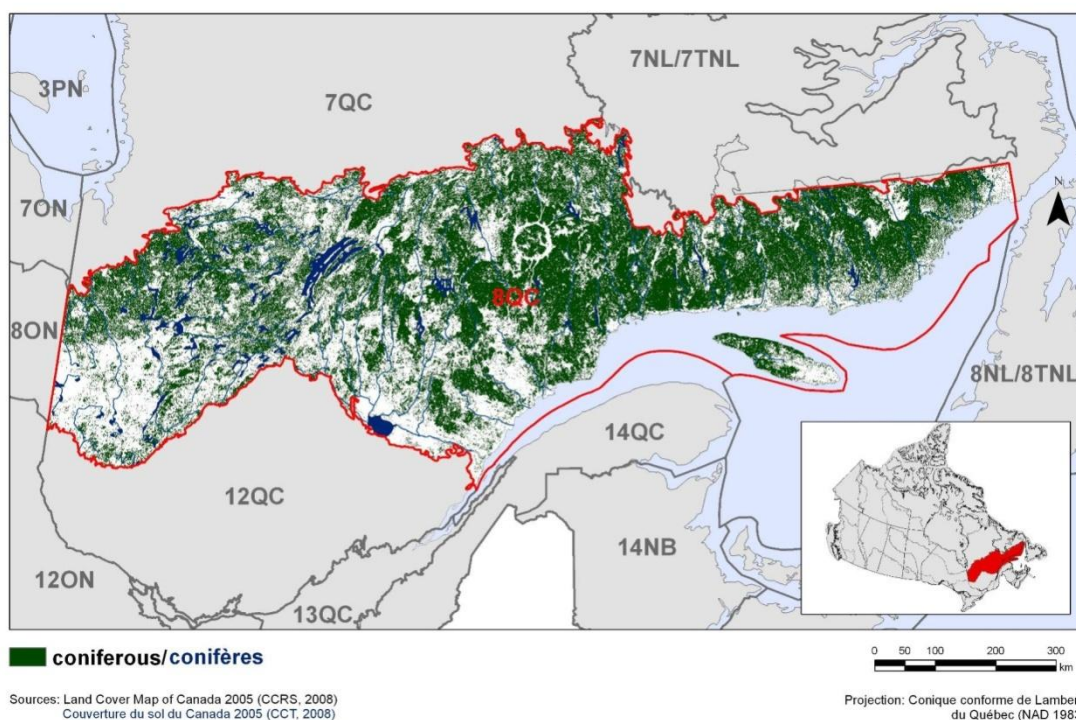 3PN
7QC
7NL/7TNL
7ON
N
8ON
8QC
8NL/8TNL
14QC
12QC
14NB
12ON
13QC
coniferous/conifères
0 50 100 200 300
km
Sources: Land Cover Map of Canada 2005 (CCRS, 2008)
Couverture du sol du Canada 2005 (CCT, 2008)
Projection: Conique conforme de Lamber
du Québec (NAD 1983